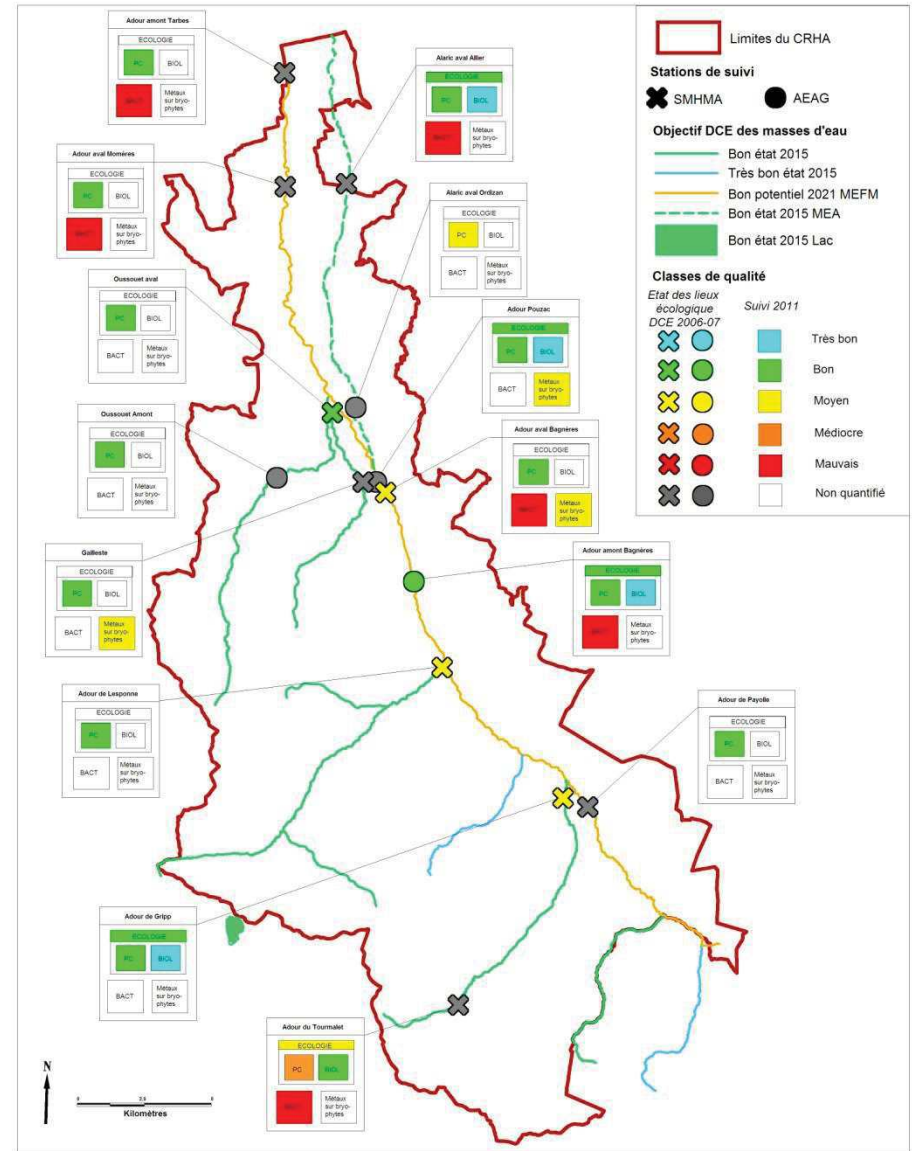 Adour amont Tarbes
ECOLOGIE
PC
BIOL
BACT
Métaux
sur bryo-
phytes
Alaric aval Allier
ECOLOGIE
PC
BIOL
BACT
Métaux
sur bryo-
phytes
Adour aval Momères
ECOLOGIE
PC
BIOL
BACT
Métaux
sur bryo-
phytes
Alaric aval Ordizan
ECOLOGIE
PC
BIOL
BACT
Métaux
sur bryo-
phytes
Oussouet aval
ECOLOGIE
PC
BIOL
BACT
Métaux
sur bryo-
phytes
Adour Pouzac
ECOLOGIE
PC
BIOL
BACT
Métaux
sur bryo-
phytes
Oussouet Amont
ECOLOGIE
PC
BIOL
BACT
Métaux
sur bryo-
phytes
Adour aval Bagnères
ECOLOGIE
PC
BIOL
BACT
Métaux
sur bryo-
phytes
Gailleste
ECOLOGIE
PC
BIOL
BACT
Métaux
sur bryo-
phytes
Adour amont Bagnères
ECOLOGIE
PC
BIOL
BACT
Métaux
sur bryo-
phytes
Adour de Lesponne
ECOLOGIE
PC
BIOL
BACT
Métaux
sur bryo-
phytes
Adour de Payolle
ECOLOGIE
PC
BIOL
BACT
Métaux
sur bryo-
phytes
Adour de Gripp
ECOLOGIE
PC
BIOL
BACT
Métaux
sur bryo-
phytes
Adour du Tourmalet
ECOLOGIE
PC
BIOL
BACT
Métaux
sur bryo-
phytes
Limites du CRHA
Stations de suivi
SMHMA
AEAG
Objectif DCE des masses d'eau
Bon état 2015
Très bon état 2015
Bon potentiel 2021 MEFM
Bon état 2015 MEA
Bon état 2015 Lac
Classes de qualité
Etat des lieux
écologique
DCE 2006-07
Suivi 2011
Très bon
Bon
Moyen
Médiocre
Mauvais
Non quantifié
N
Kilomètres